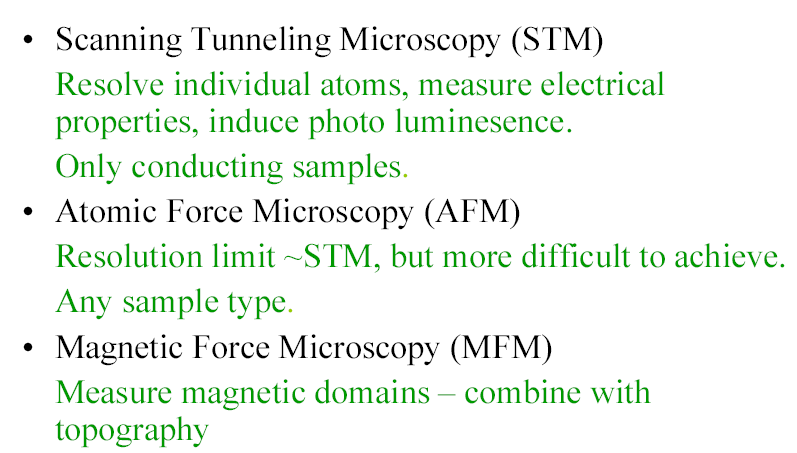 • Scanning Tunneling Microscopy (STM)
Resolve individual atoms, measure electrical
properties, induce photo luminesence.
Only conducting samples.
• Atomic Force Microscopy (AFM)
Resolution limit ~STM, but more difficult to achieve.
Any sample type.
• Magnetic Force Microscopy (MFM)
Measure magnetic domains – combine with
topography